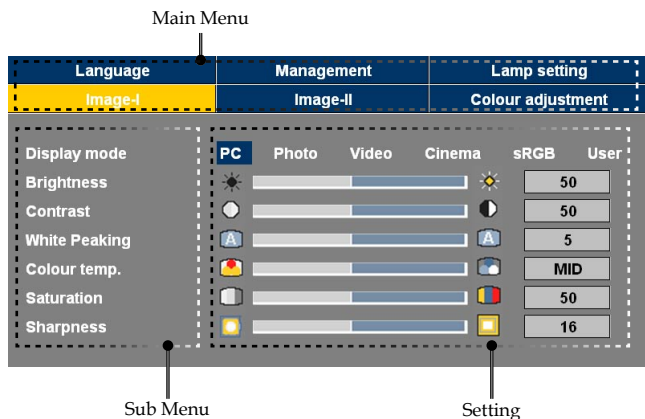 Main Menu
Language Management Lamp setting
Image-I Image-II Colour adjustment
Display mode PC Photo Video Cinema sRGB User
Brightness 50
Contrast 50
White Peaking A A 5
Colour temp. MID
Saturation 50
Sharpness 16
Sub Menu Setting